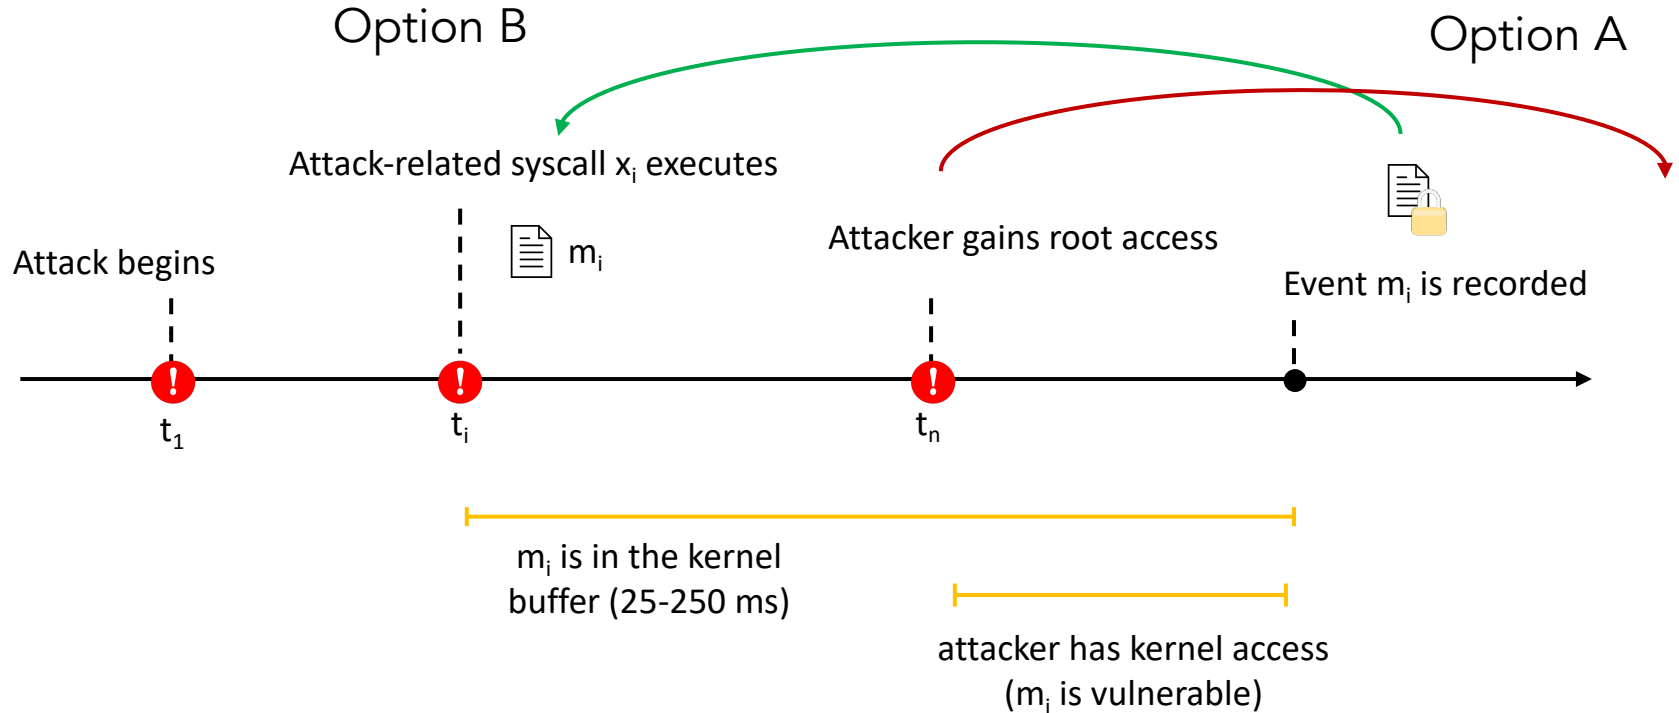 Option B
Option A
Attack-related syscall xᵢ executes
mᵢ
Attacker gains root access
Attack begins
Event mᵢ is recorded
!
!
!
t₁
tᵢ
tₙ
mᵢ is in the kernel
buffer (25-250 ms)
attacker has kernel access
(mᵢ is vulnerable)